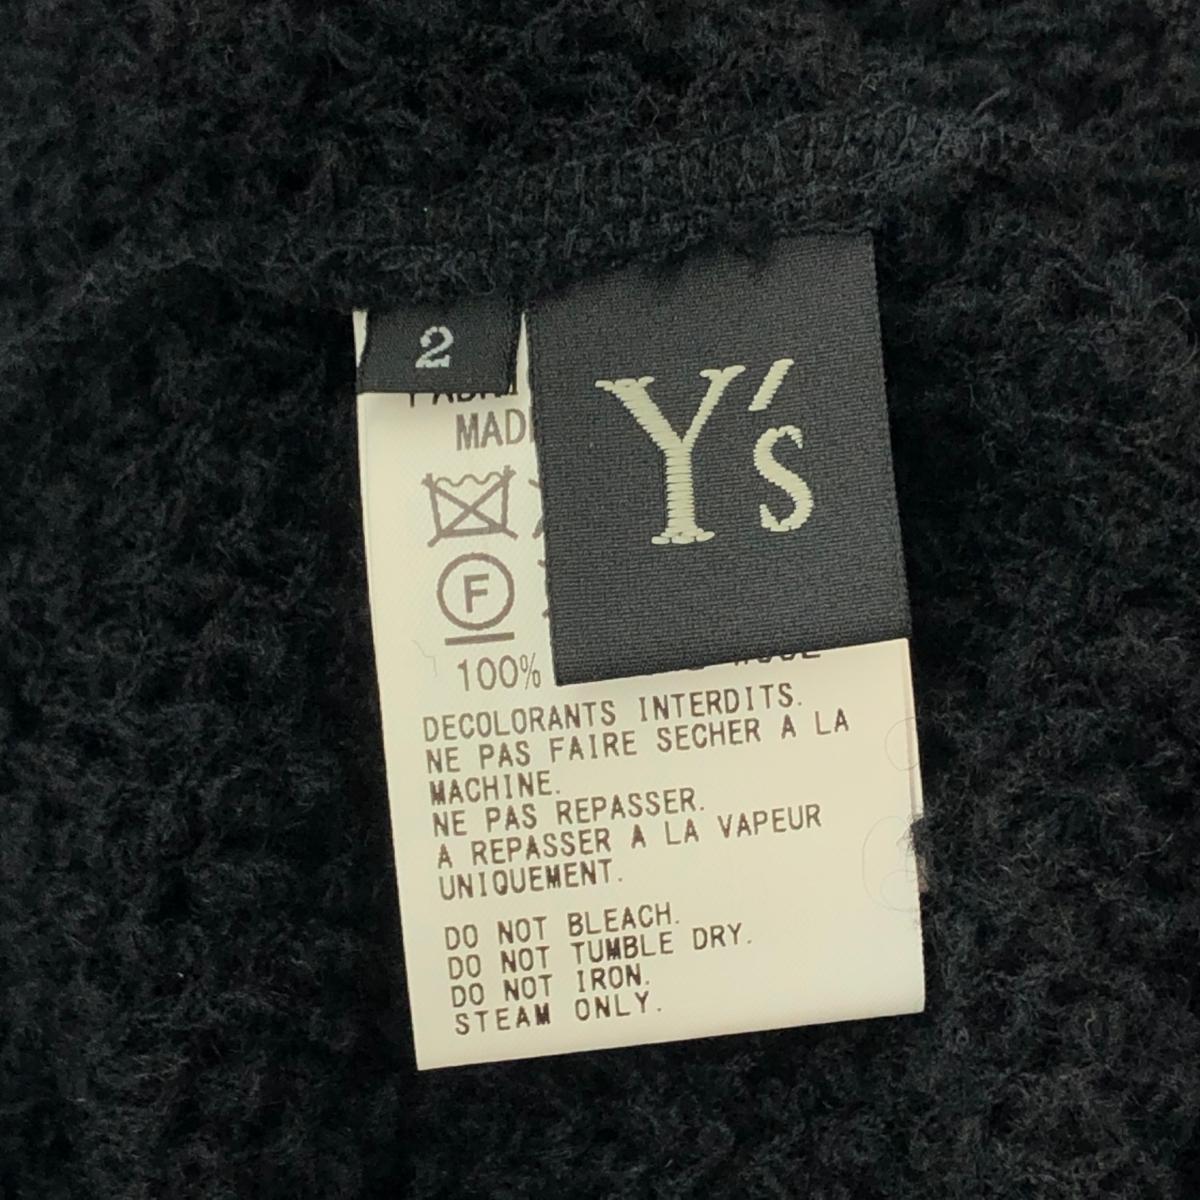 2
Y's
F
100%
DECOLORANTS INTERDITS.
NE PAS FAIRE SECHER A LA
MACHINE.
NE PAS REPASSER.
A REPASSER A LA VAPEUR
UNIQUEMENT.
DO NOT BLEACH.
DO NOT TUMBLE DRY.
DO NOT IRON.
STEAM ONLY.